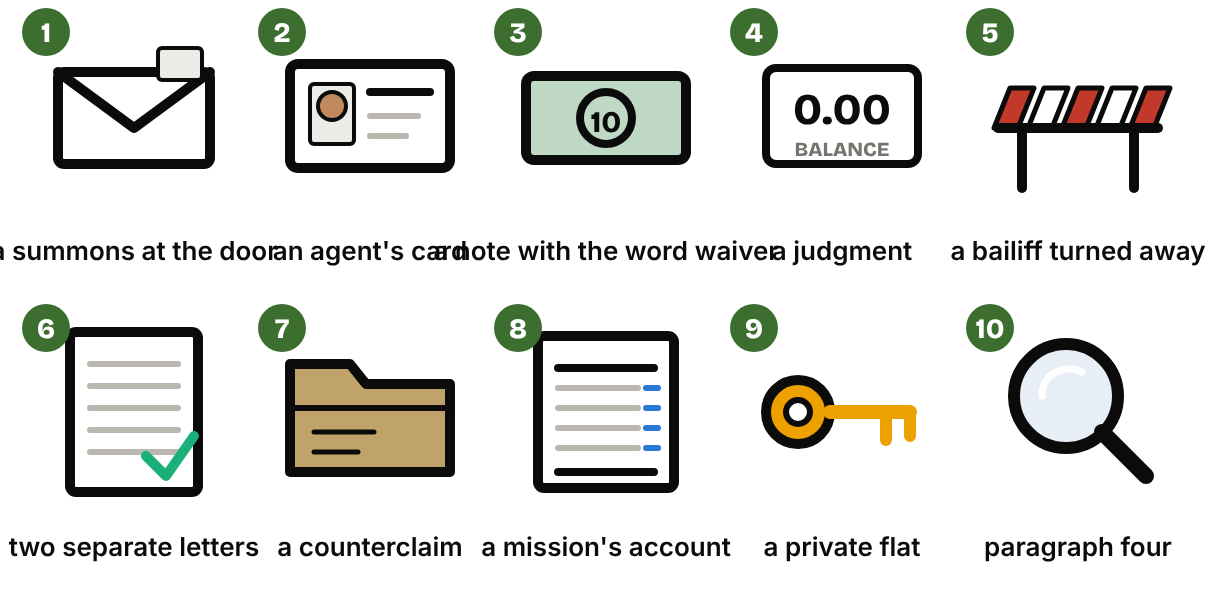 1
2
3
4
5
10
0.00
BALANCE
a summons at the door
an agent's card
a note with the word waiver
a judgment
a bailiff turned away
6
7
8
9
10
two separate letters
a counterclaim
a mission's account
a private flat
paragraph four